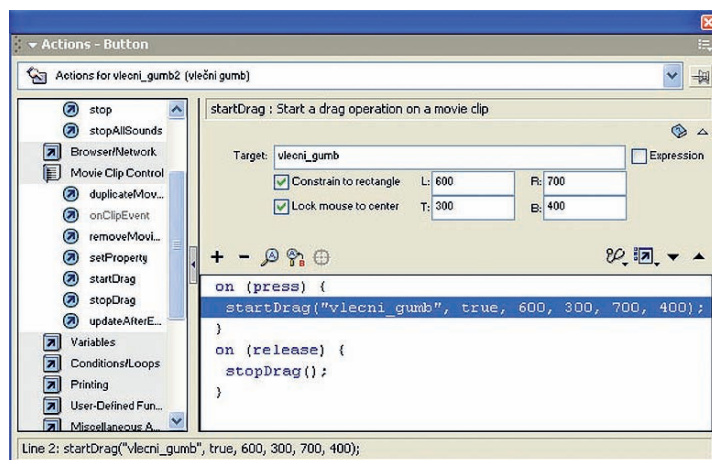 Actions - Button
Actions for vlecni_gumb2 (vlečni gumb)
stop
stopAllSounds
Browser/Network
Movie Clip Control
duplicateMov...
onClipEvent
removeMovi...
setProperty
startDrag
stopDrag
updateAfterE...
Variables
Conditions/Loops
Printing
User-Defined Fun...
Miscellaneous A...
startDrag : Start a drag operation on a movie clip
Target: vlecni_gumb Expression
Constrain to rectangle L: 600 R: 700
Lock mouse to center T: 300 B: 400
on (press) {
startDrag("vlecni_gumb", true, 600, 300, 700, 400);
}
on (release) {
stopDrag();
}
Line 2: startDrag("vlecni_gumb", true, 600, 300, 700, 400);